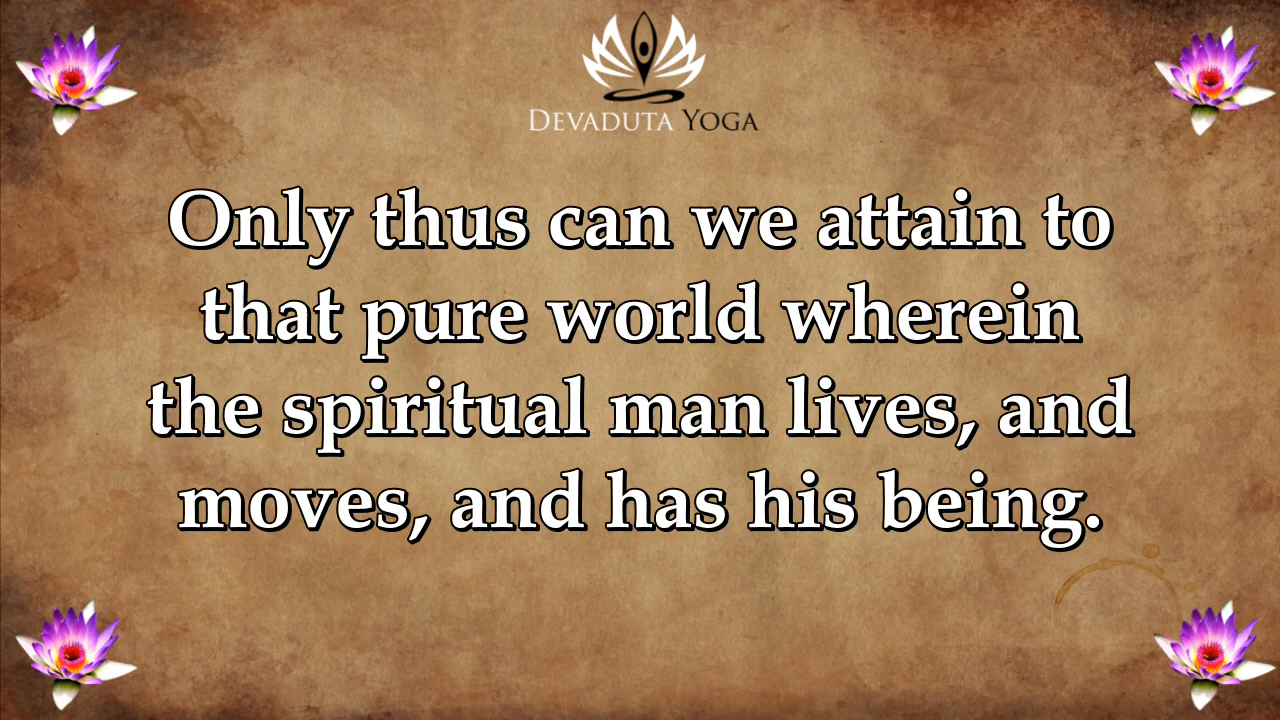 DEVADUTA YOGA
Only thus can we attain to
that pure world wherein
the spiritual man lives, and
moves, and has his being.